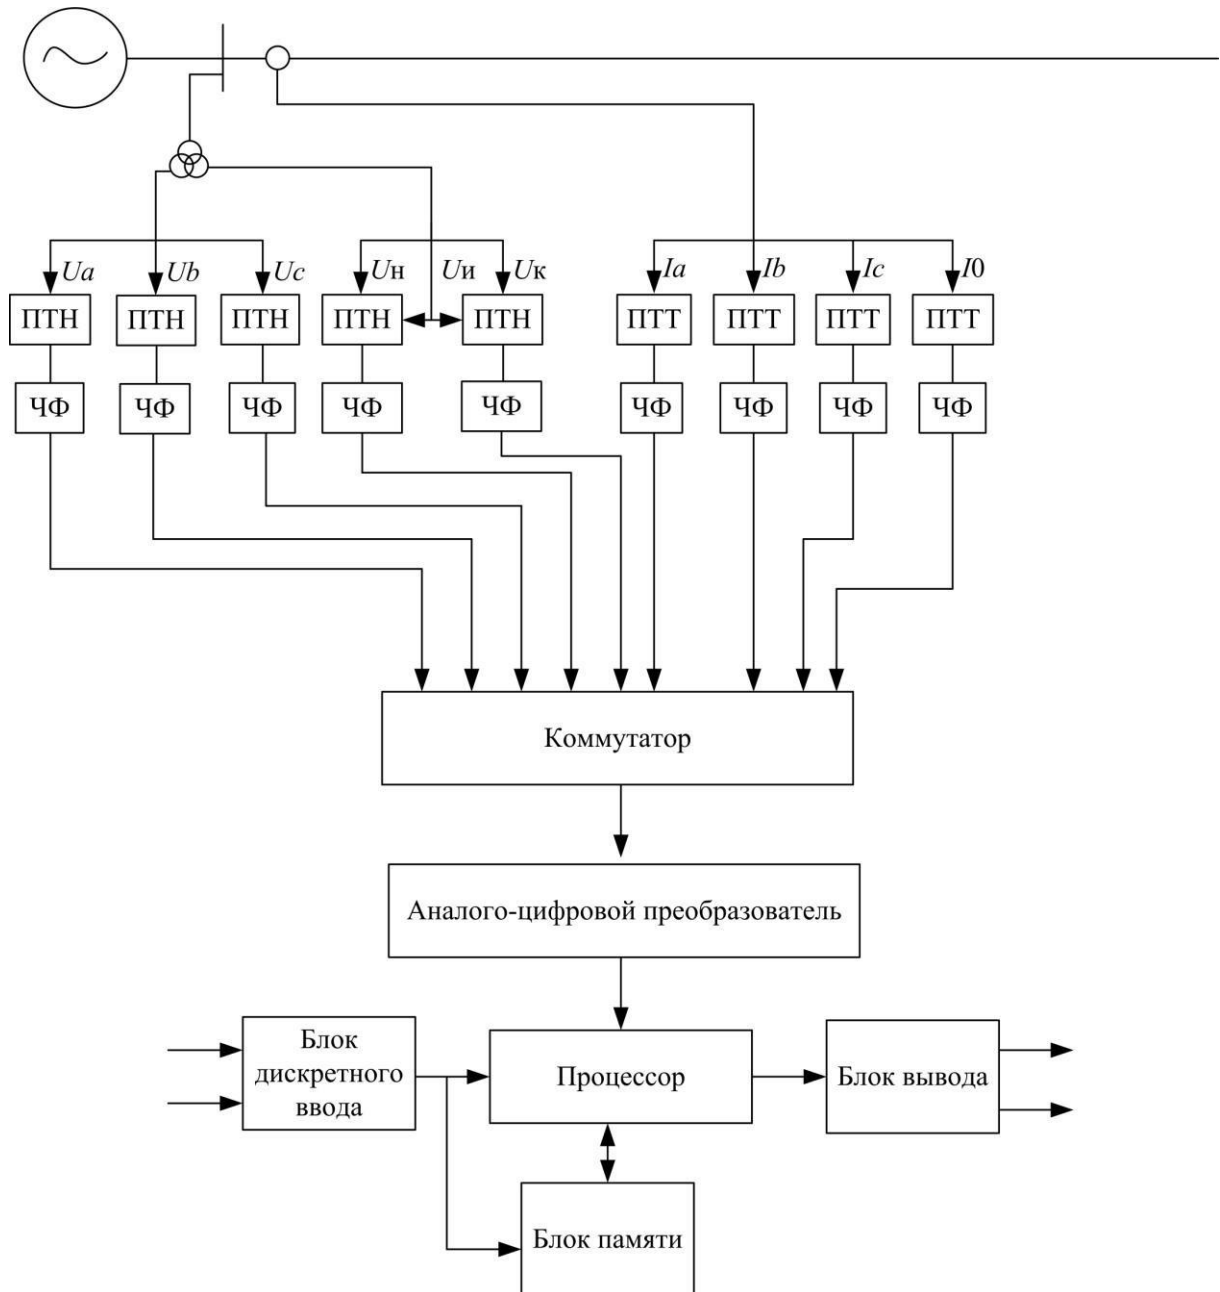 Ua Ub Uc Uн Uи Uк Ia Ib Ic I0
ПТН ПТН ПТН ПТН ПТН ПТТ ПТТ ПТТ ПТТ
ЧФ ЧФ ЧФ ЧФ ЧФ ЧФ ЧФ ЧФ ЧФ
Коммутатор
Аналого-цифровой преобразователь
Блок
дискретного
ввода
Процессор
Блок вывода
Блок памяти